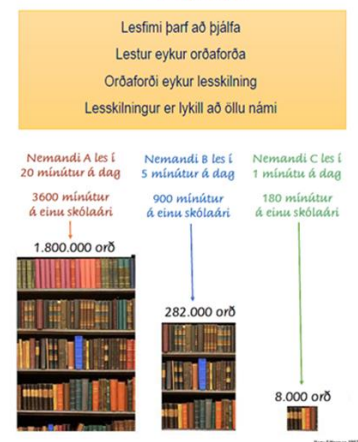 Lesfimi þarf að þjálfa
Lestur eykur orðaforða
Orðaforði eykur lesskilning
Lesskilningur er lykill að öllu námi
Nemandi A les í
20 mínútur á dag
3600 mínútur
á einu skólaári
1.800.000 orð
Nemandi B les í
5 mínútur á dag
900 mínútur
á einu skólaári
282.000 orð
Nemandi C les í
1 mínútu á dag
180 mínútur
á einu skólaári
8.000 orð